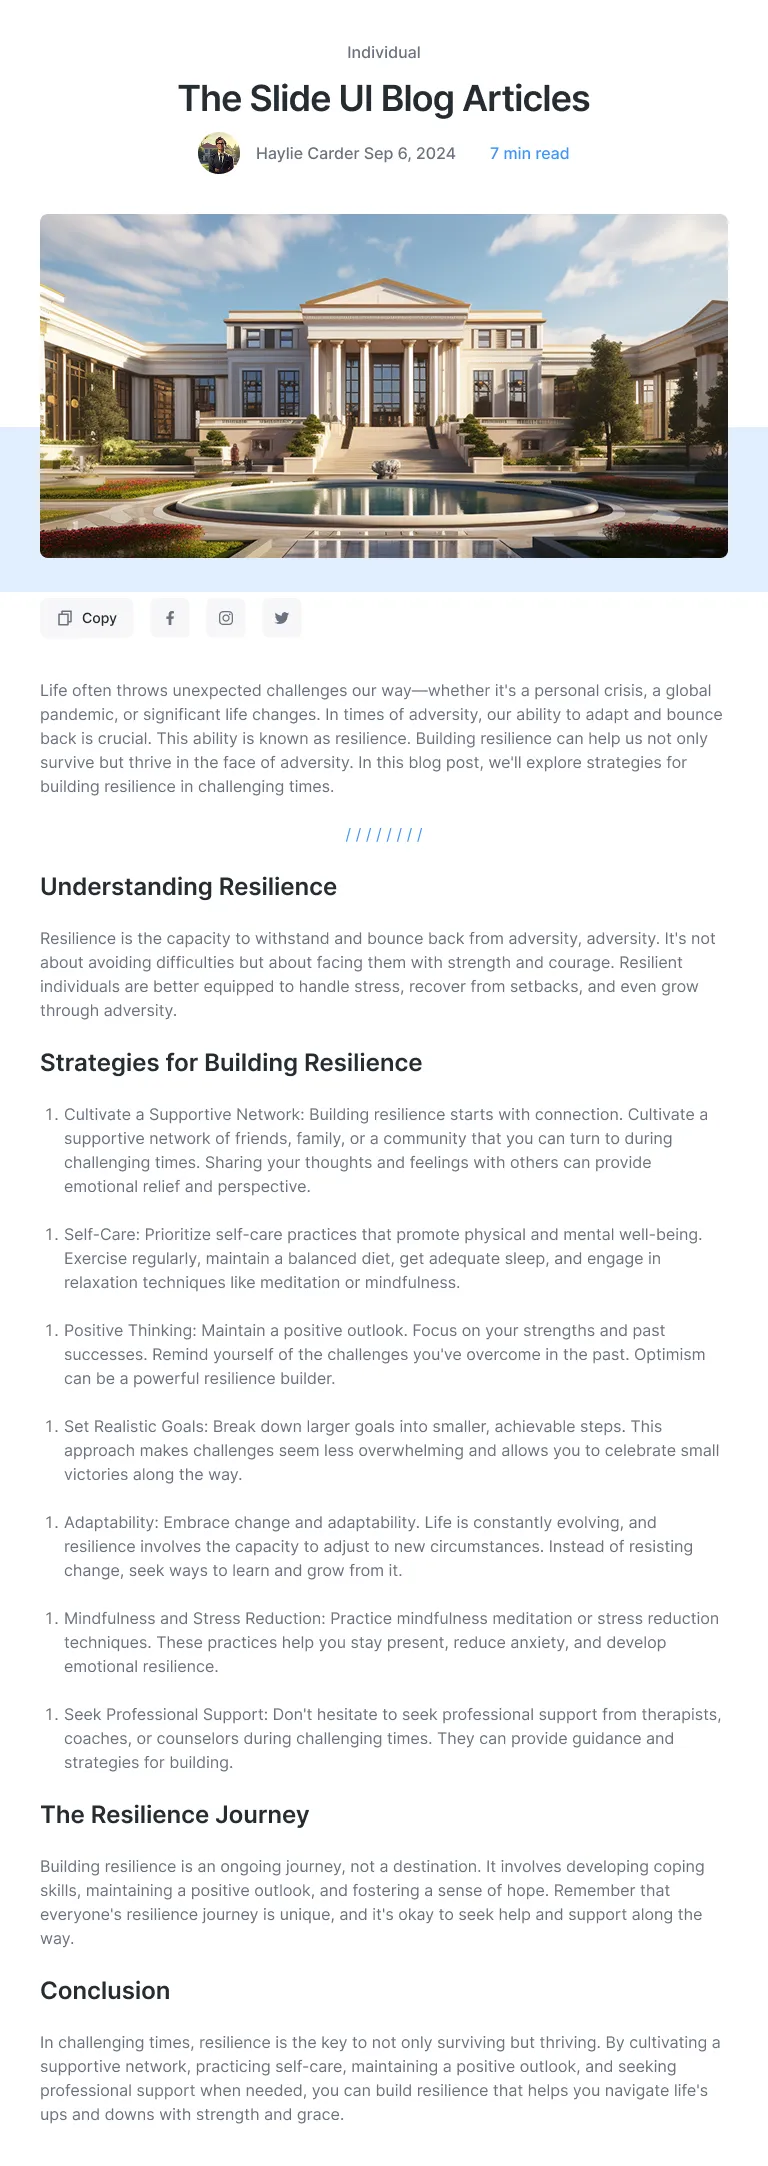 Individual
The Slide UI Blog Articles
Haylie Carder Sep 6, 2024 7 min read
Copy
Life often throws unexpected challenges our way—whether it's a personal crisis, a global
pandemic, or significant life changes. In times of adversity, our ability to adapt and bounce
back is crucial. This ability is known as resilience. Building resilience can help us not only
survive but thrive in the face of adversity. In this blog post, we'll explore strategies for
building resilience in challenging times.
/ / / / / / / /
Understanding Resilience
Resilience is the capacity to withstand and bounce back from adversity, adversity. It's not
about avoiding difficulties but about facing them with strength and courage. Resilient
individuals are better equipped to handle stress, recover from setbacks, and even grow
through adversity.
Strategies for Building Resilience
1. Cultivate a Supportive Network: Building resilience starts with connection. Cultivate a
supportive network of friends, family, or a community that you can turn to during
challenging times. Sharing your thoughts and feelings with others can provide
emotional relief and perspective.
1. Self-Care: Prioritize self-care practices that promote physical and mental well-being.
Exercise regularly, maintain a balanced diet, get adequate sleep, and engage in
relaxation techniques like meditation or mindfulness.
1. Positive Thinking: Maintain a positive outlook. Focus on your strengths and past
successes. Remind yourself of the challenges you've overcome in the past. Optimism
can be a powerful resilience builder.
1. Set Realistic Goals: Break down larger goals into smaller, achievable steps. This
approach makes challenges seem less overwhelming and allows you to celebrate small
victories along the way.
1. Adaptability: Embrace change and adaptability. Life is constantly evolving, and
resilience involves the capacity to adjust to new circumstances. Instead of resisting
change, seek ways to learn and grow from it.
1. Mindfulness and Stress Reduction: Practice mindfulness meditation or stress reduction
techniques. These practices help you stay present, reduce anxiety, and develop
emotional resilience.
1. Seek Professional Support: Don't hesitate to seek professional support from therapists,
coaches, or counselors during challenging times. They can provide guidance and
strategies for building.
The Resilience Journey
Building resilience is an ongoing journey, not a destination. It involves developing coping
skills, maintaining a positive outlook, and fostering a sense of hope. Remember that
everyone's resilience journey is unique, and it's okay to seek help and support along the
way.
Conclusion
In challenging times, resilience is the key to not only surviving but thriving. By cultivating a
supportive network, practicing self-care, maintaining a positive outlook, and seeking
professional support when needed, you can build resilience that helps you navigate life's
ups and downs with strength and grace.